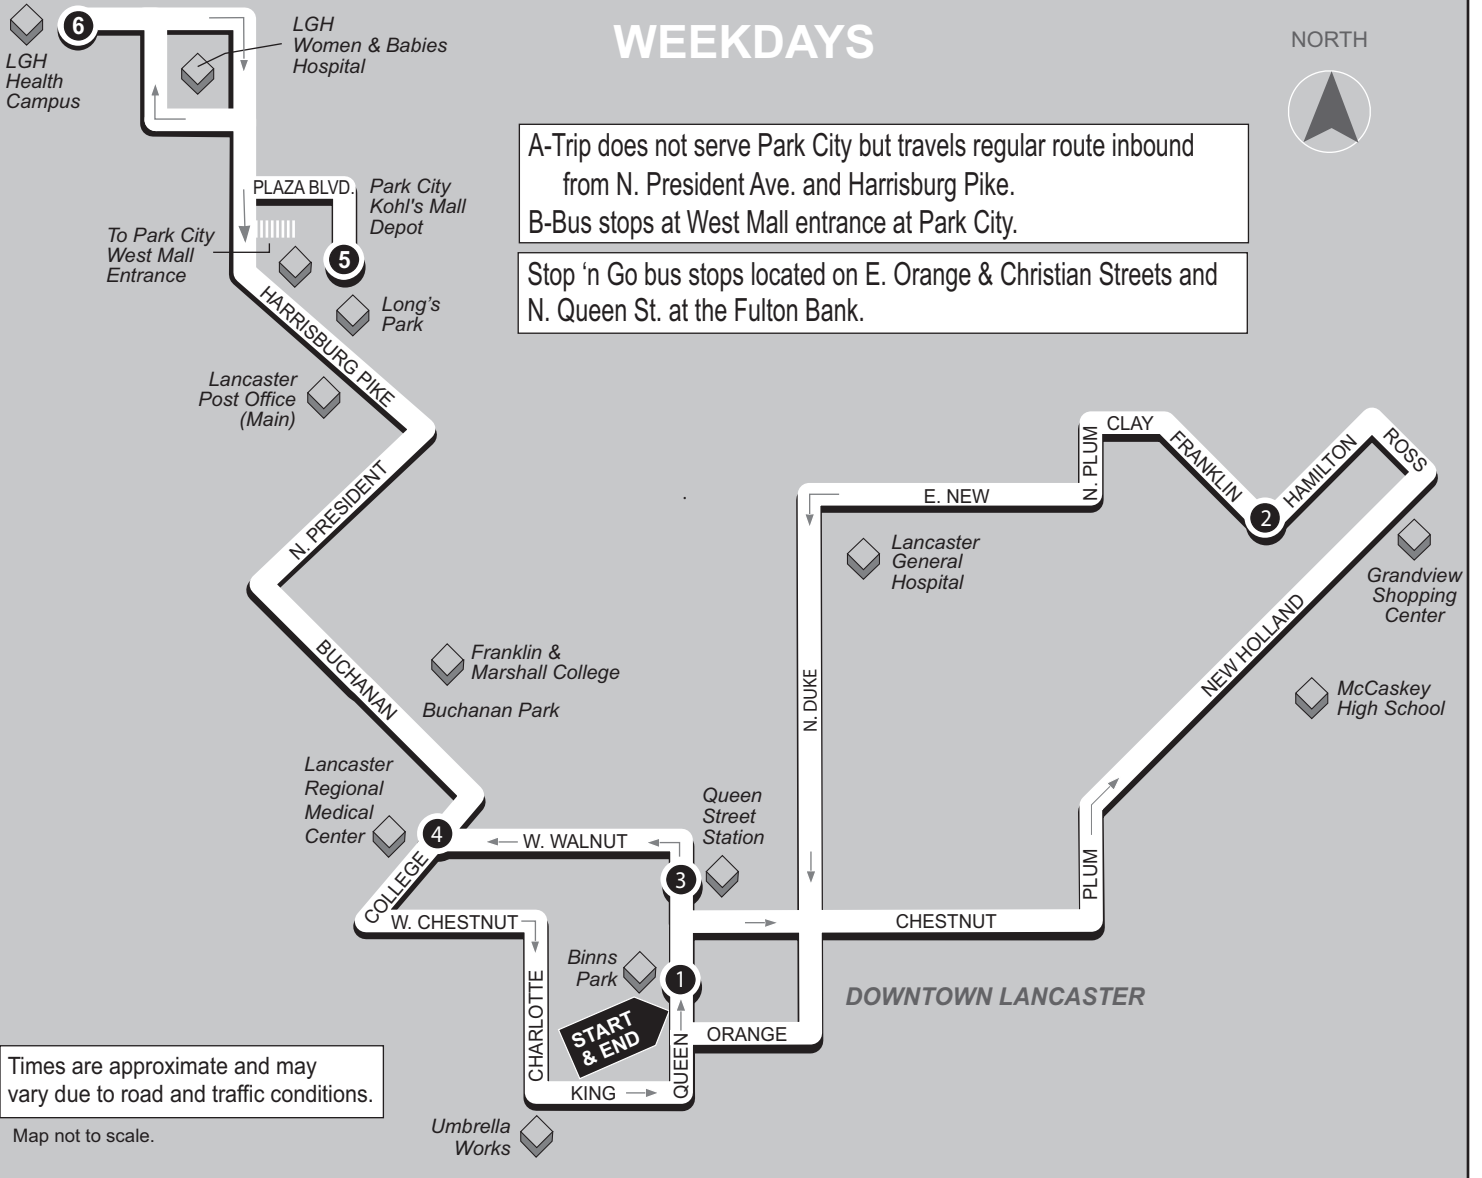 WEEKDAYS
NORTH
6
LGH
Health
Campus
LGH
Women & Babies
Hospital
A-Trip does not serve Park City but travels regular route inbound
from N. President Ave. and Harrisburg Pike.
B-Bus stops at West Mall entrance at Park City.
Stop ‘n Go bus stops located on E. Orange & Christian Streets and
N. Queen St. at the Fulton Bank.
PLAZA BLVD.
Park City
Kohl's Mall
Depot
To Park City
West Mall
Entrance
5
Long’s
Park
HARRISBURG PIKE
Lancaster
Post Office
(Main)
N. PRESIDENT
BUCHANAN
Franklin &
Marshall College
Buchanan Park
Lancaster
Regional
Medical
Center
4
COLLEGE
W. WALNUT
W. CHESTNUT
CHARLOTTE
KING
QUEEN
Queen
Street
Station
3
Binns
Park
1
START
& END
ORANGE
CHESTNUT
DOWNTOWN LANCASTER
N. DUKE
E. NEW
Lancaster
General
Hospital
N. PLUM
CLAY
FRANKLIN
2
HAMILTON
ROSS
Grandview
Shopping
Center
NEW HOLLAND
McCaskey
High School
PLUM
Umbrella
Works
Times are approximate and may
vary due to road and traffic conditions.
Map not to scale.